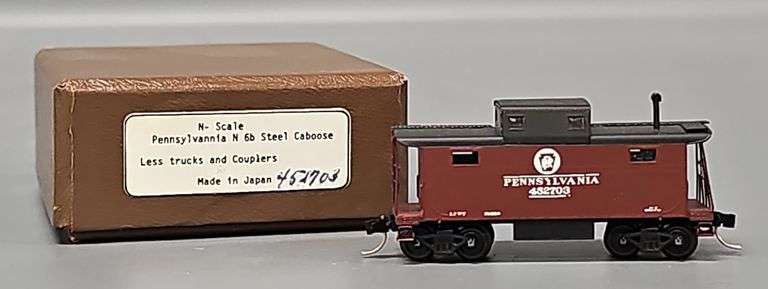 N- Scale
Pennsylvannia N 6b Steel Caboose
Less trucks and Couplers
Made in Japan 452703
PENNSYLVANIA
452703